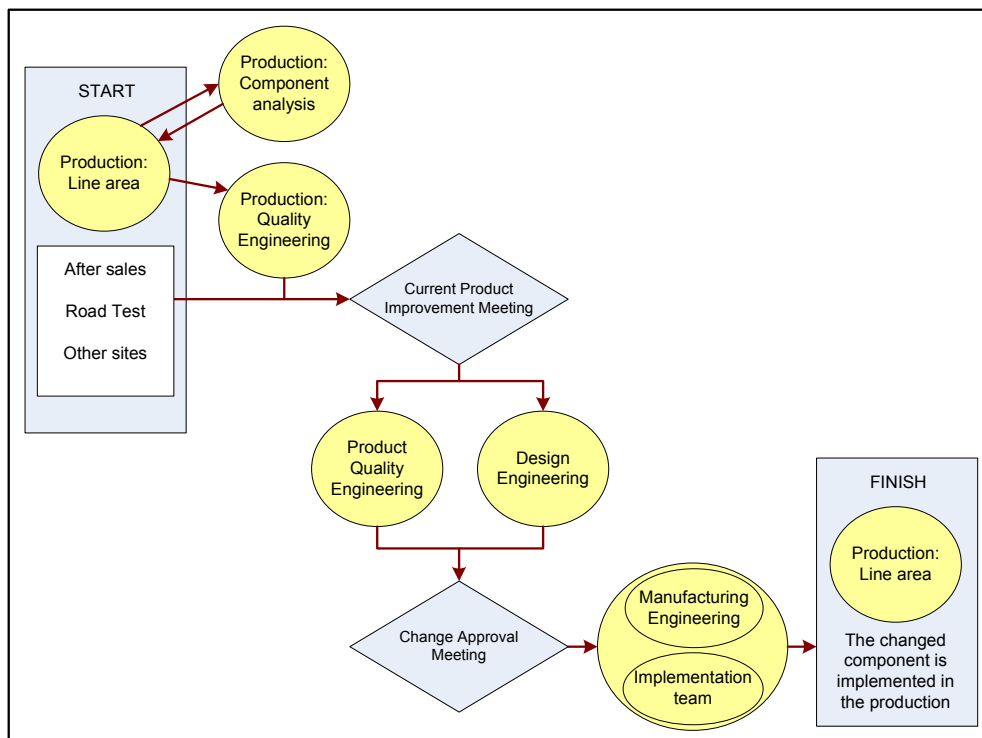 START
Production:
Line area
After sales
Road Test
Other sites
Production:
Component
analysis
Production:
Quality
Engineering
Current Product
Improvement Meeting
Product
Quality
Engineering
Design
Engineering
Change Approval
Meeting
Manufacturing
Engineering
Implementation
team
FINISH
Production:
Line area
The changed
component is
implemented in
the production